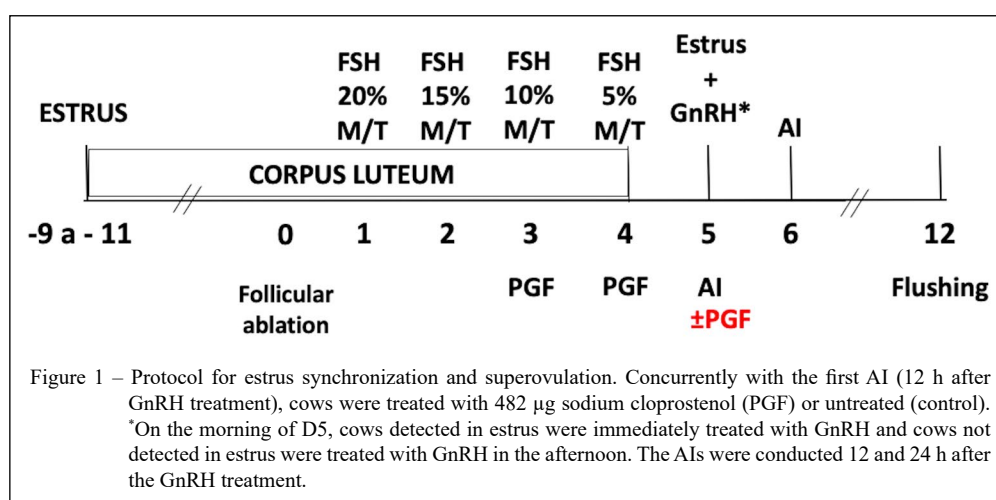 FSH FSH FSH FSH Estrus
20% 15% 10% 5% +
ESTRUS M/T M/T M/T M/T GnRH* AI
CORPUS LUTEUM
-9 a - 11 0 1 2 3 4 5 6 12
Follicular ablation PGF PGF AI Flushing
±PGF
Figure 1 – Protocol for estrus synchronization and superovulation. Concurrently with the first AI (12 h after
GnRH treatment), cows were treated with 482 µg sodium cloprostenol (PGF) or untreated (control).
*On the morning of D5, cows detected in estrus were immediately treated with GnRH and cows not
detected in estrus were treated with GnRH in the afternoon. The AIs were conducted 12 and 24 h after
the GnRH treatment.